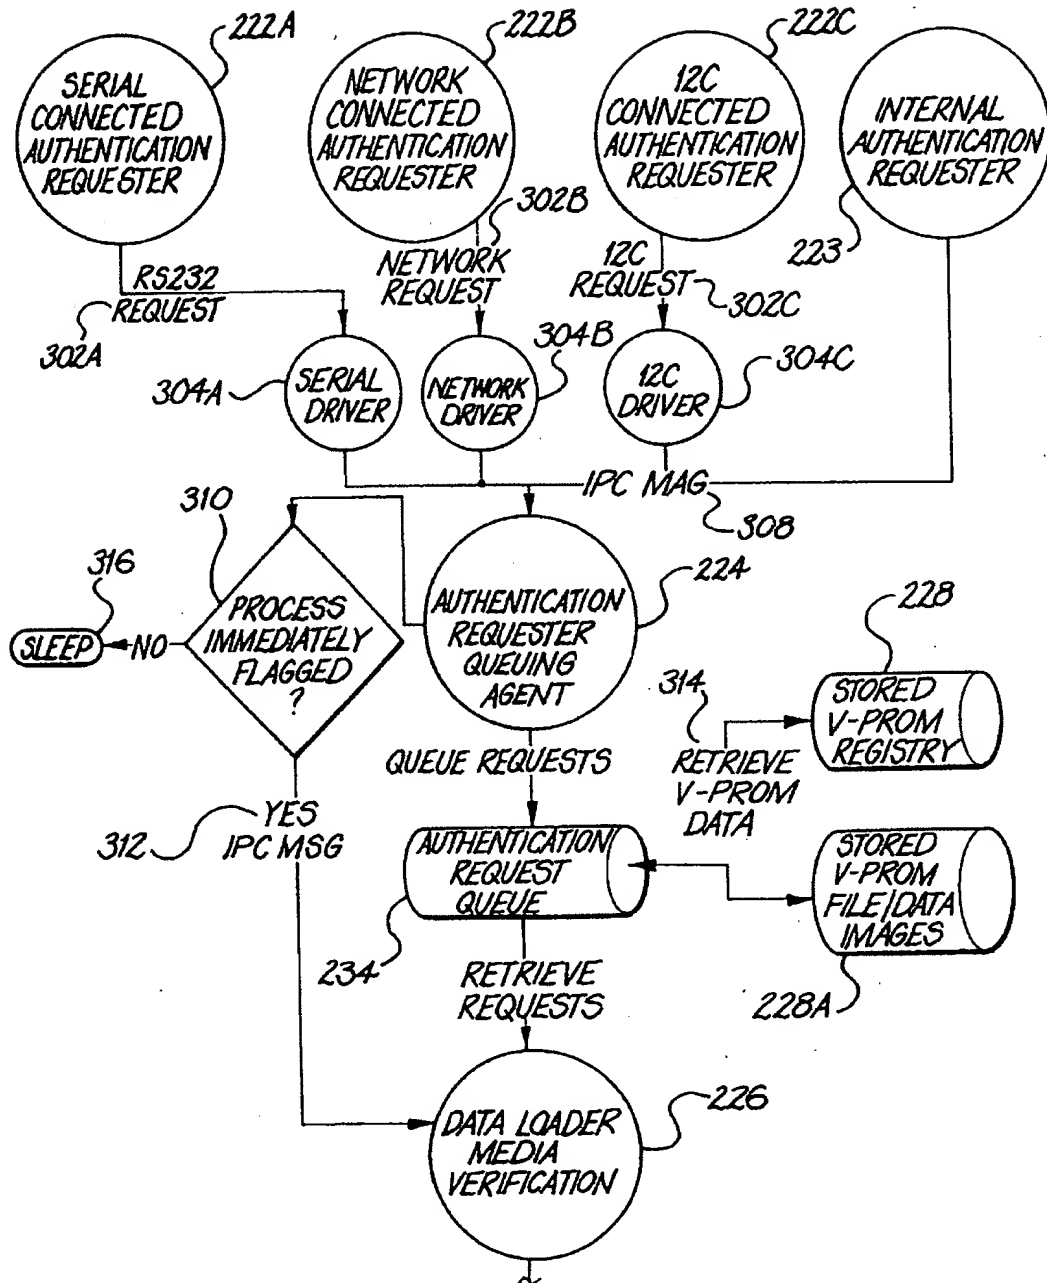 222A
222B
222C
SERIAL
CONNECTED
AUTHENTICATION
REQUESTER
NETWORK
CONNECTED
AUTHENTICATION
REQUESTER
12C
CONNECTED
AUTHENTICATION
REQUESTER
INTERNAL
AUTHENTICATION
REQUESTER
223
302B
RS232
REQUEST
302A
NETWORK
REQUEST
12C
REQUEST
302C
304A
SERIAL
DRIVER
304B
NETWORK
DRIVER
12C
DRIVER
304C
IPC MAG
308
310
316
SLEEP
NO
PROCESS
IMMEDIATELY
FLAGGED
?
AUTHENTICATION
REQUESTER
QUEUING
AGENT
224
228
STORED
V-PROM
REGISTRY
314
RETRIEVE
V-PROM
DATA
QUEUE REQUESTS
312
YES
IPC MSG
AUTHENTICATION
REQUEST
QUEUE
234
STORED
V-PROM
FILE/DATA
IMAGES
228A
RETRIEVE
REQUESTS
226
DATA LOADER
MEDIA
VERIFICATION